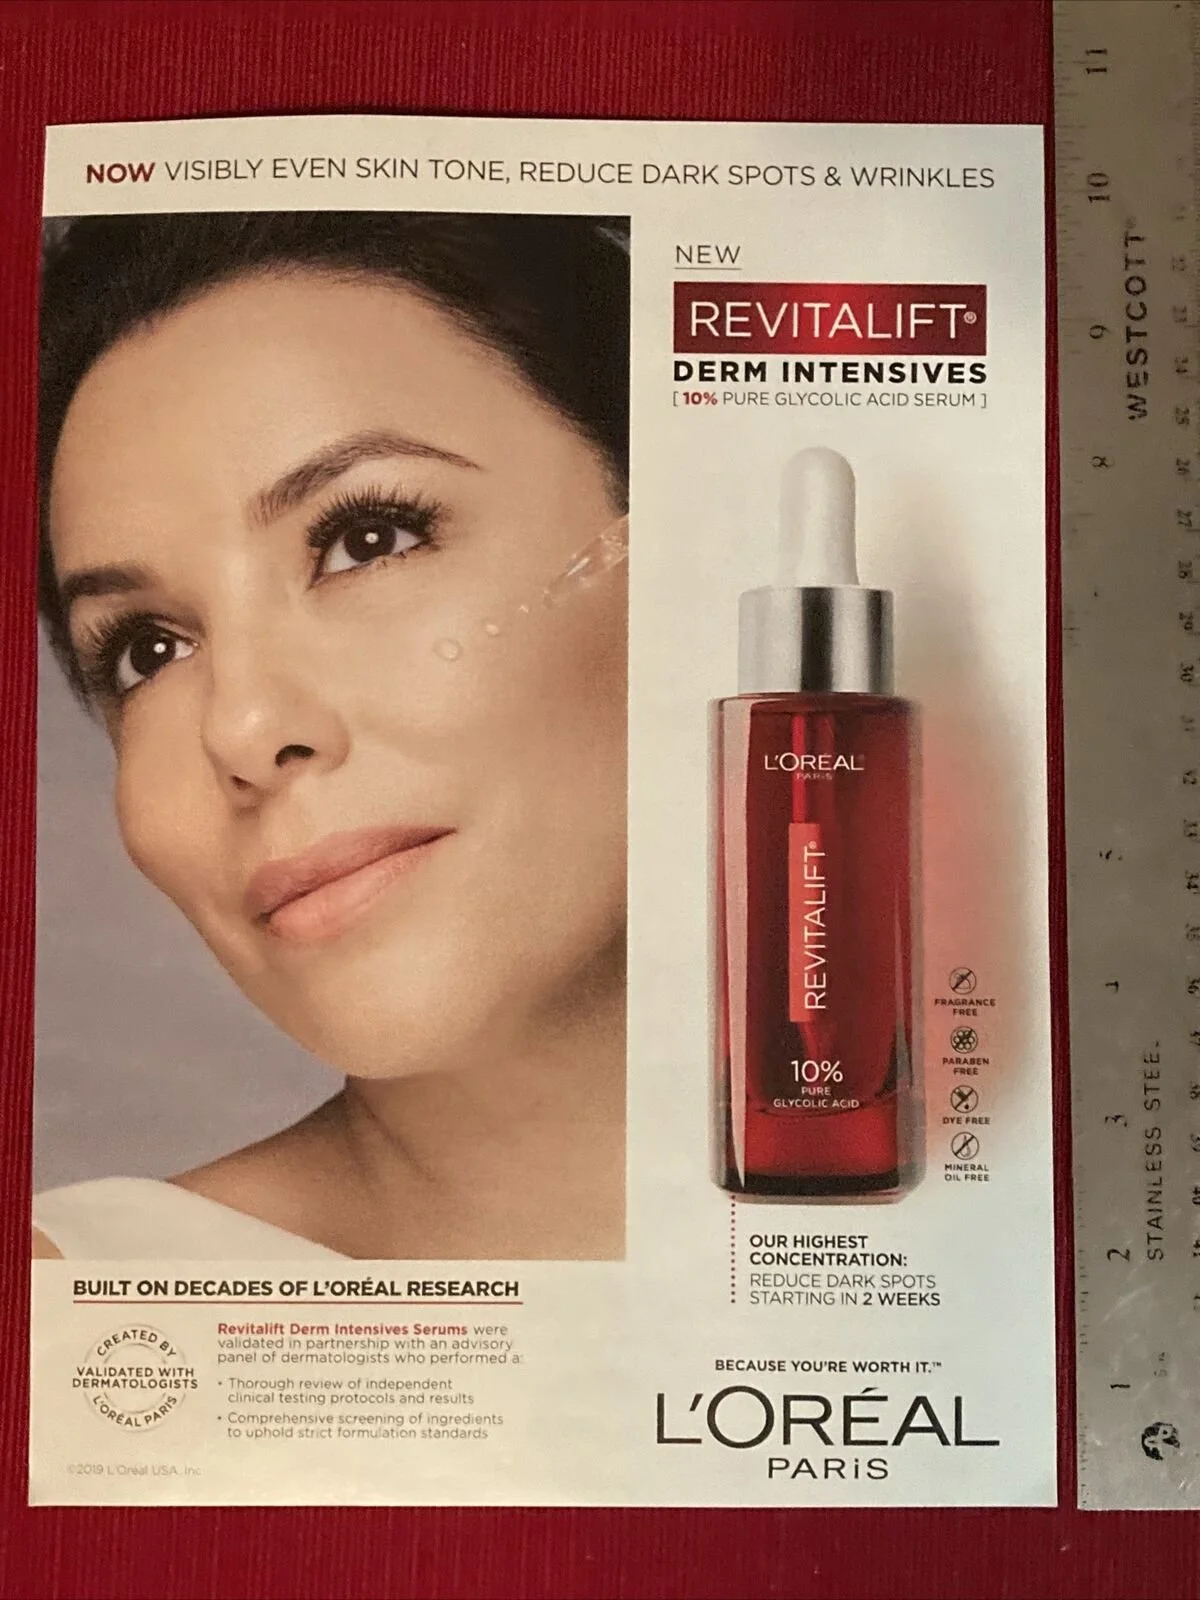 NOW VISIBLY EVEN SKIN TONE, REDUCE DARK SPOTS & WRINKLES
NEW
REVITALIFT®
DERM INTENSIVES
[ 10% PURE GLYCOLIC ACID SERUM ]
L'ORÉAL
PARIS
REVITALIFT®
10%
PURE
GLYCOLIC ACID
FRAGRANCE
FREE
PARABEN
FREE
DYE FREE
MINERAL
OIL FREE
OUR HIGHEST
CONCENTRATION:
REDUCE DARK SPOTS
STARTING IN 2 WEEKS
BUILT ON DECADES OF L'ORÉAL RESEARCH
CREATED BY
VALIDATED WITH
DERMATOLOGISTS
L'ORÉAL PARIS
Revitalift Derm Intensives Serums were
validated in partnership with an advisory
panel of dermatologists who performed a:
• Thorough review of independent
clinical testing protocols and results
• Comprehensive screening of ingredients
to uphold strict formulation standards
©2019 L'Oréal USA, Inc.
BECAUSE YOU'RE WORTH IT.™
L'ORÉAL
PARiS
11
10
9
8
3
2
1
WESTCOTT®
STAINLESS STEEL